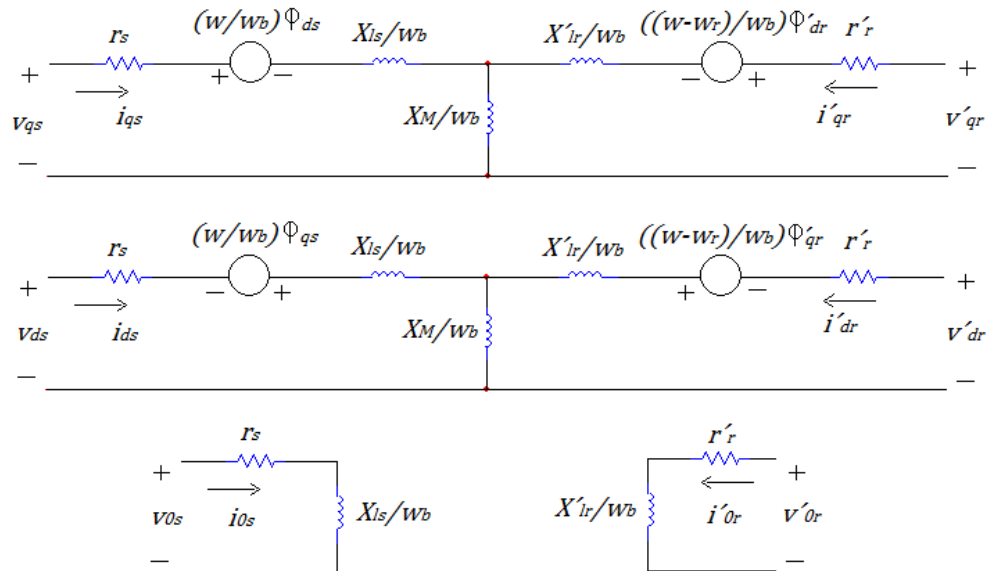 (w/wb)Φds Xls/wb X'lr/wb ((w-wr)/wb)Φ'dr r'r
rs
+ + − − + +
iqs XM/wb i'qr
vqs v'qr
− −
(w/wb)Φqs Xls/wb X'lr/wb ((w-wr)/wb)Φ'qr r'r
rs
+ − + + − +
vds ids XM/wb i'dr v'dr
− −
rs r'r
+ +
v0s i0s Xls/wb X'lr/wb i'0r v'0r
− −